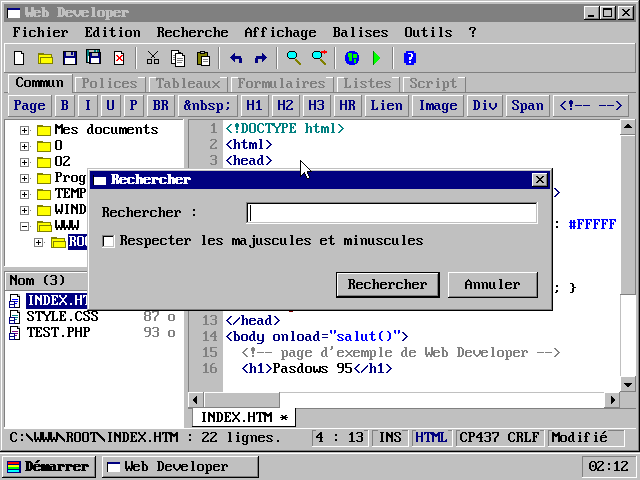 Web Developer
Fichier Edition Recherche Affichage Balises Outils ?
Commun Polices Tableaux Formulaires Listes Script
Page B I U P BR &nbsp; H1 H2 H3 HR Lien Image Div Span <!-- -->
Mes documents
O
O2
Prog
TEMP
WIND
WWW
ROO
1 <!DOCTYPE html>
2 <html>
3 <head>
>
: #FFFFF
; }
Rechercher
Rechercher :
Respecter les majuscules et minuscules
Rechercher Annuler
Nom (3)
INDEX.HT
STYLE.CSS 87 o
TEST.PHP 93 o
13 </head>
14 <body onload="salut()">
15 <!-- page d'exemple de Web Developer -->
16 <h1>Pasdows 95</h1>
INDEX.HTM *
C:\WWW\ROOT\INDEX.HTM : 22 lignes. 4 : 13 INS HTML CP437 CRLF Modifié
Démarrer Web Developer 02:12